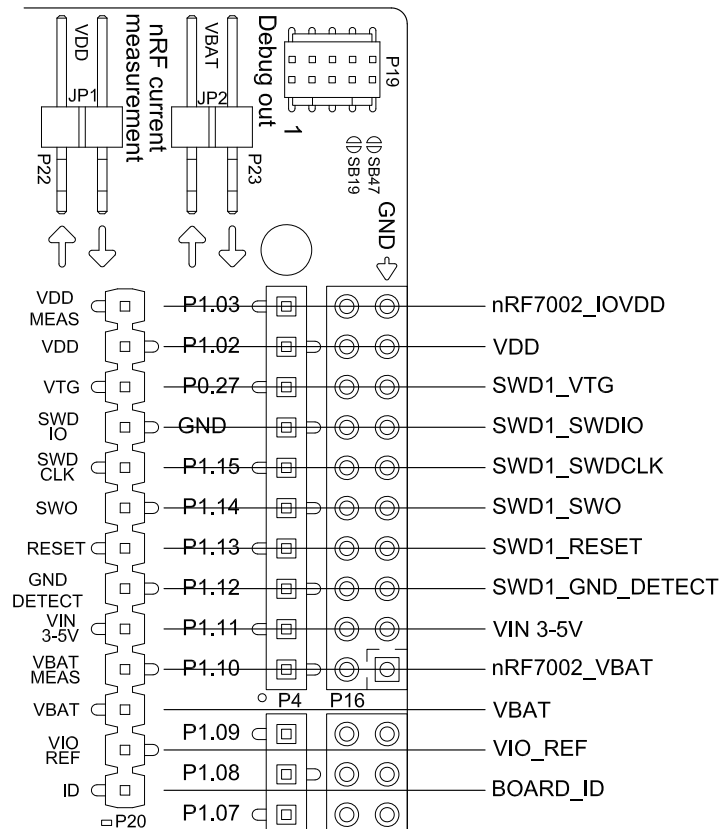 VDD
nRF current
measurement
VBAT
Debug out
1
P19
JP1
JP2
P22
P23
SB19
SB47
GND
VDD
MEAS
P1.03
nRF7002_IOVDD
VDD
P1.02
VDD
VTG
P0.27
SWD1_VTG
SWD
IO
GND
SWD1_SWDIO
SWD
CLK
P1.15
SWD1_SWDCLK
SWO
P1.14
SWD1_SWO
RESET
P1.13
SWD1_RESET
GND
DETECT
P1.12
SWD1_GND_DETECT
VIN
3-5V
P1.11
VIN 3-5V
VBAT
MEAS
P1.10
nRF7002_VBAT
P4
P16
VBAT
VBAT
P1.09
VIO
REF
VIO_REF
P1.08
ID
BOARD_ID
P1.07
P20